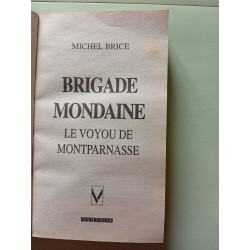 MICHEL BRICE
BRIGADE
MONDAINE
LE VOYOU DE
MONTPARNASSE
V
VAUVENARGUES